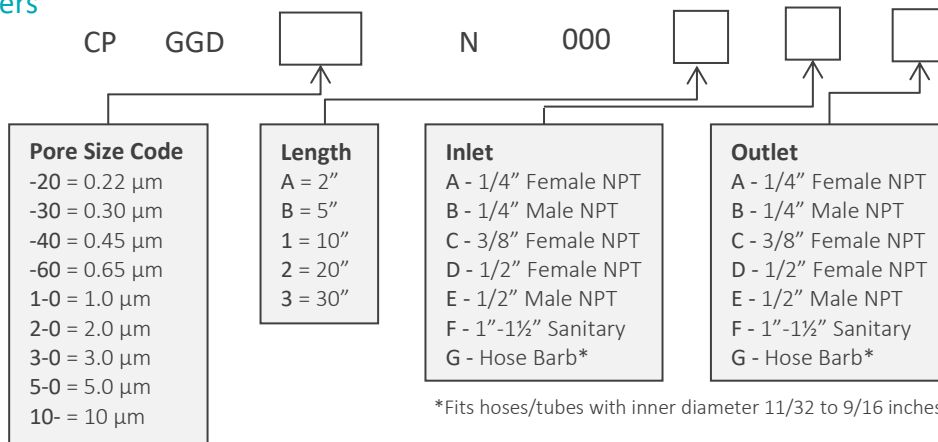 ers
CP GGD N 000
Pore Size Code
-20 = 0.22 µm
-30 = 0.30 µm
-40 = 0.45 µm
-60 = 0.65 µm
1-0 = 1.0 µm
2-0 = 2.0 µm
3-0 = 3.0 µm
5-0 = 5.0 µm
10- = 10 µm
Length
A = 2”
B = 5”
1 = 10”
2 = 20”
3 = 30”
Inlet
A - 1/4” Female NPT
B - 1/4” Male NPT
C - 3/8” Female NPT
D - 1/2” Female NPT
E - 1/2” Male NPT
F - 1”-1½” Sanitary
G - Hose Barb*
Outlet
A - 1/4” Female NPT
B - 1/4” Male NPT
C - 3/8” Female NPT
D - 1/2” Female NPT
E - 1/2” Male NPT
F - 1”-1½” Sanitary
G - Hose Barb*
*Fits hoses/tubes with inner diameter 11/32 to 9/16 inches